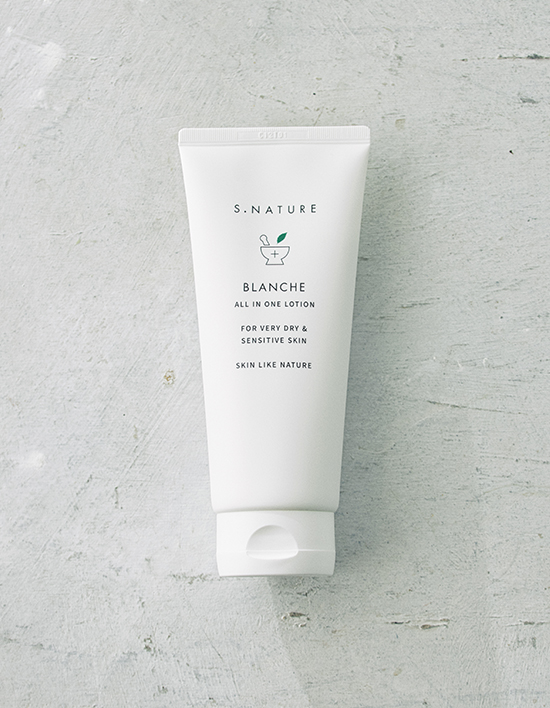 S.NATURE
BLANCHE
ALL IN ONE LOTION
FOR VERY DRY &
SENSITIVE SKIN
SKIN LIKE NATURE